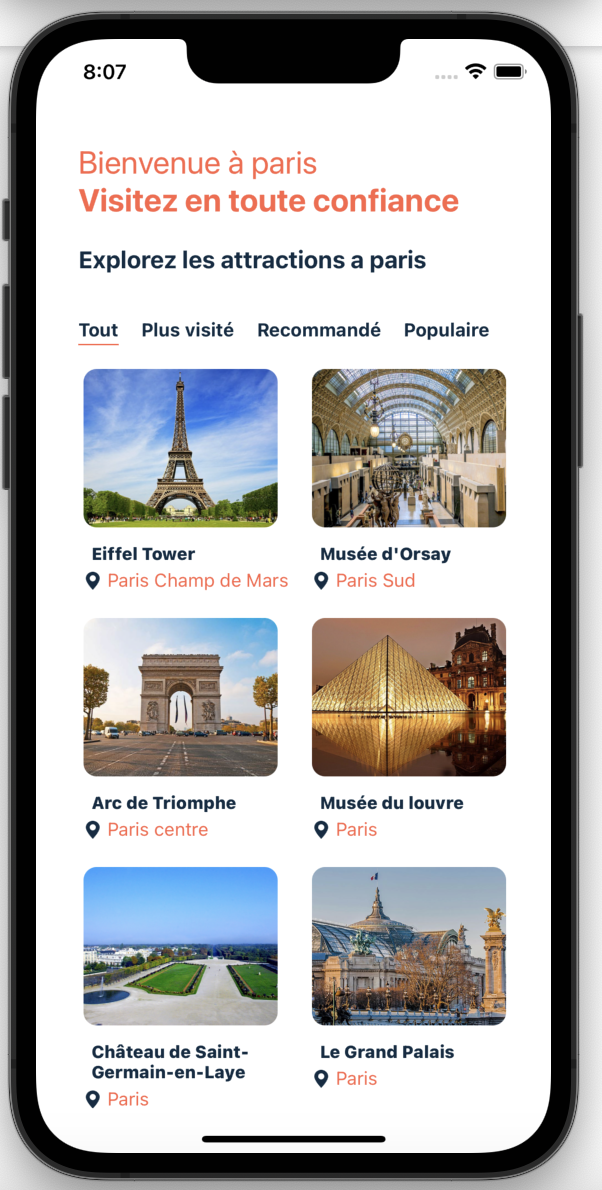 8:07
Bienvenue à paris
Visitez en toute confiance
Explorez les attractions a paris
Tout Plus visité Recommandé Populaire
Eiffel Tower Musée d'Orsay
Paris Champ de Mars Paris Sud
Arc de Triomphe Musée du louvre
Paris centre Paris
Château de Saint-
Germain-en-Laye
Paris
Le Grand Palais
Paris